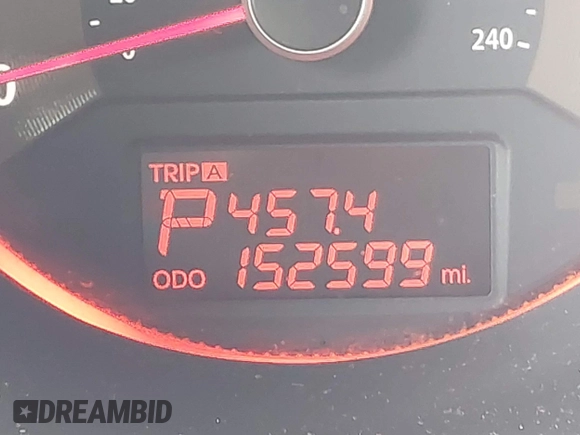 240
TRIP A
P 457.4
ODO 152599 mi.
DREAMBID